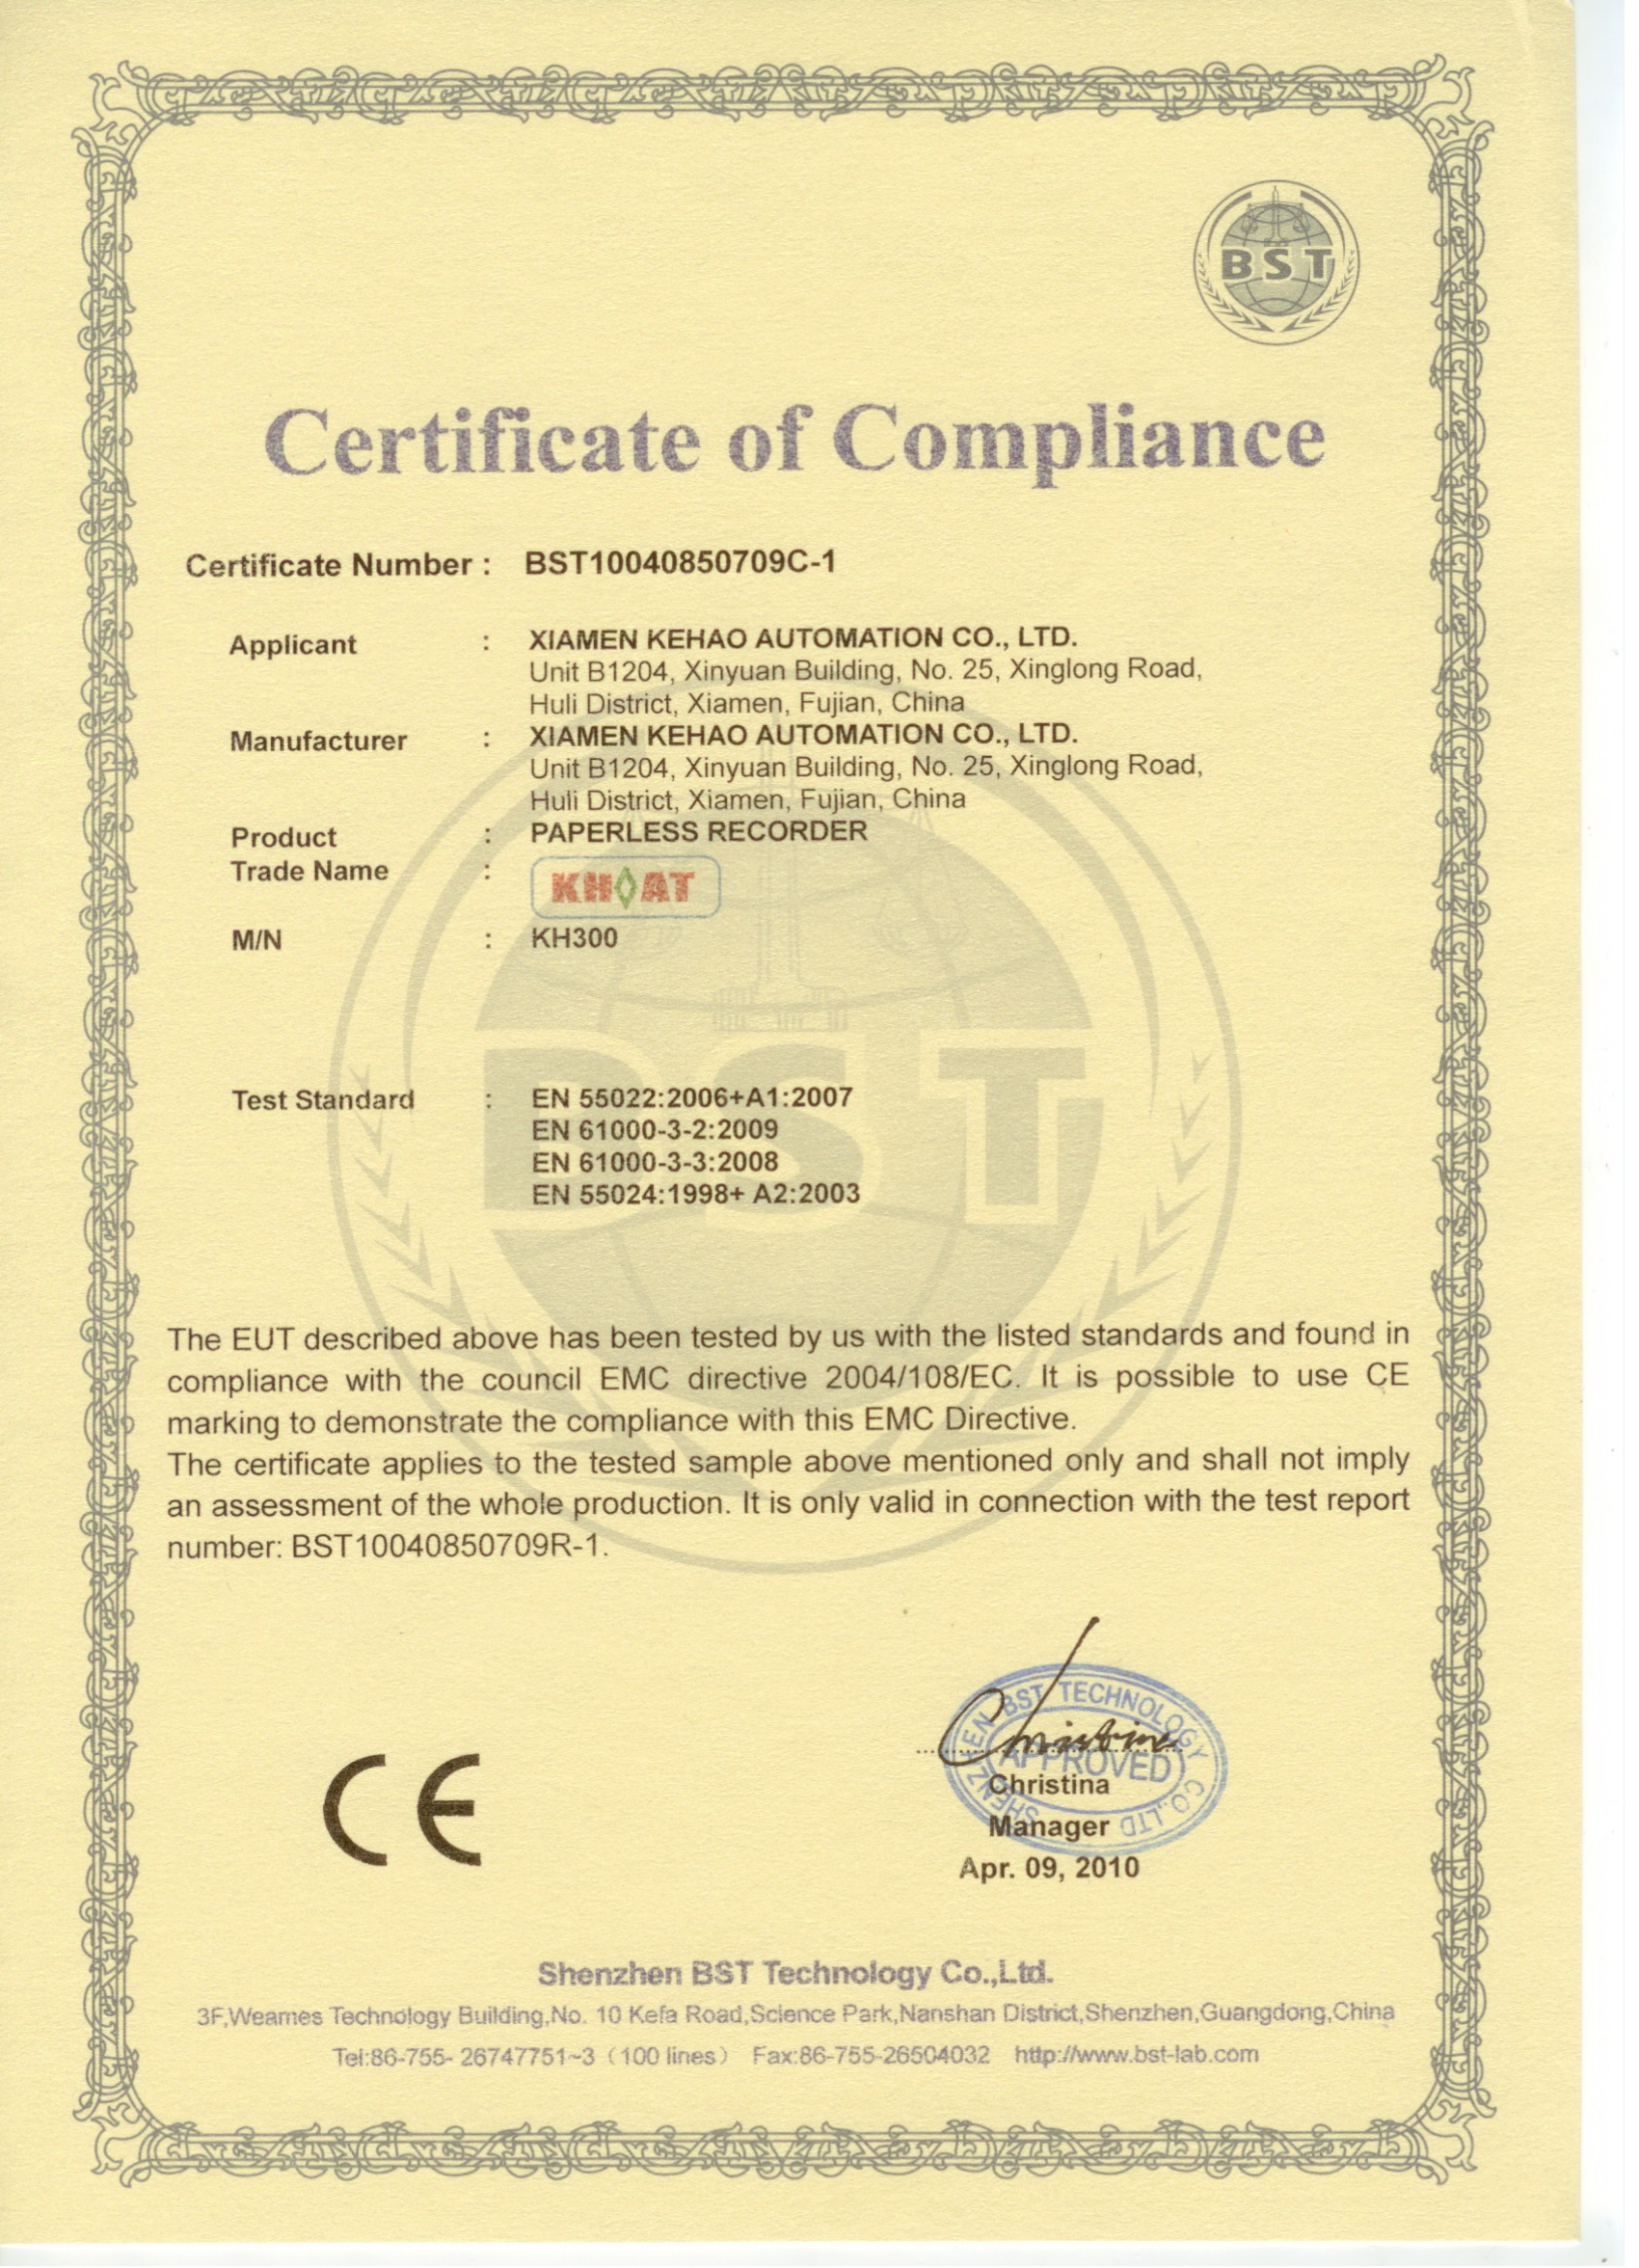 BST
Certificate of Compliance
Certificate Number : BST10040850709C-1
Applicant : XIAMEN KEHAO AUTOMATION CO., LTD.
Unit B1204, Xinyuan Building, No. 25, Xinglong Road,
Huli District, Xiamen, Fujian, China
Manufacturer : XIAMEN KEHAO AUTOMATION CO., LTD.
Unit B1204, Xinyuan Building, No. 25, Xinglong Road,
Huli District, Xiamen, Fujian, China
Product : PAPERLESS RECORDER
Trade Name : KH◊AT
M/N : KH300
BST
Test Standard : EN 55022:2006+A1:2007
EN 61000-3-2:2009
EN 61000-3-3:2008
EN 55024:1998+ A2:2003
The EUT described above has been tested by us with the listed standards and found in
compliance with the council EMC directive 2004/108/EC. It is possible to use CE
marking to demonstrate the compliance with this EMC Directive.
The certificate applies to the tested sample above mentioned only and shall not imply
an assessment of the whole production. It is only valid in connection with the test report
number: BST10040850709R-1.
CE
SHENZHEN BST TECHNOLOGY CO.,LTD
APPROVED
Christina
Christina
Manager
Apr. 09, 2010
Shenzhen BST Technology Co.,Ltd.
3F,Weames Technology Building,No. 10 Kefa Road,Science Park,Nanshan District,Shenzhen,Guangdong,China
Tel:86-755- 26747751~3（100 lines） Fax:86-755-26504032 http://www.bst-lab.com